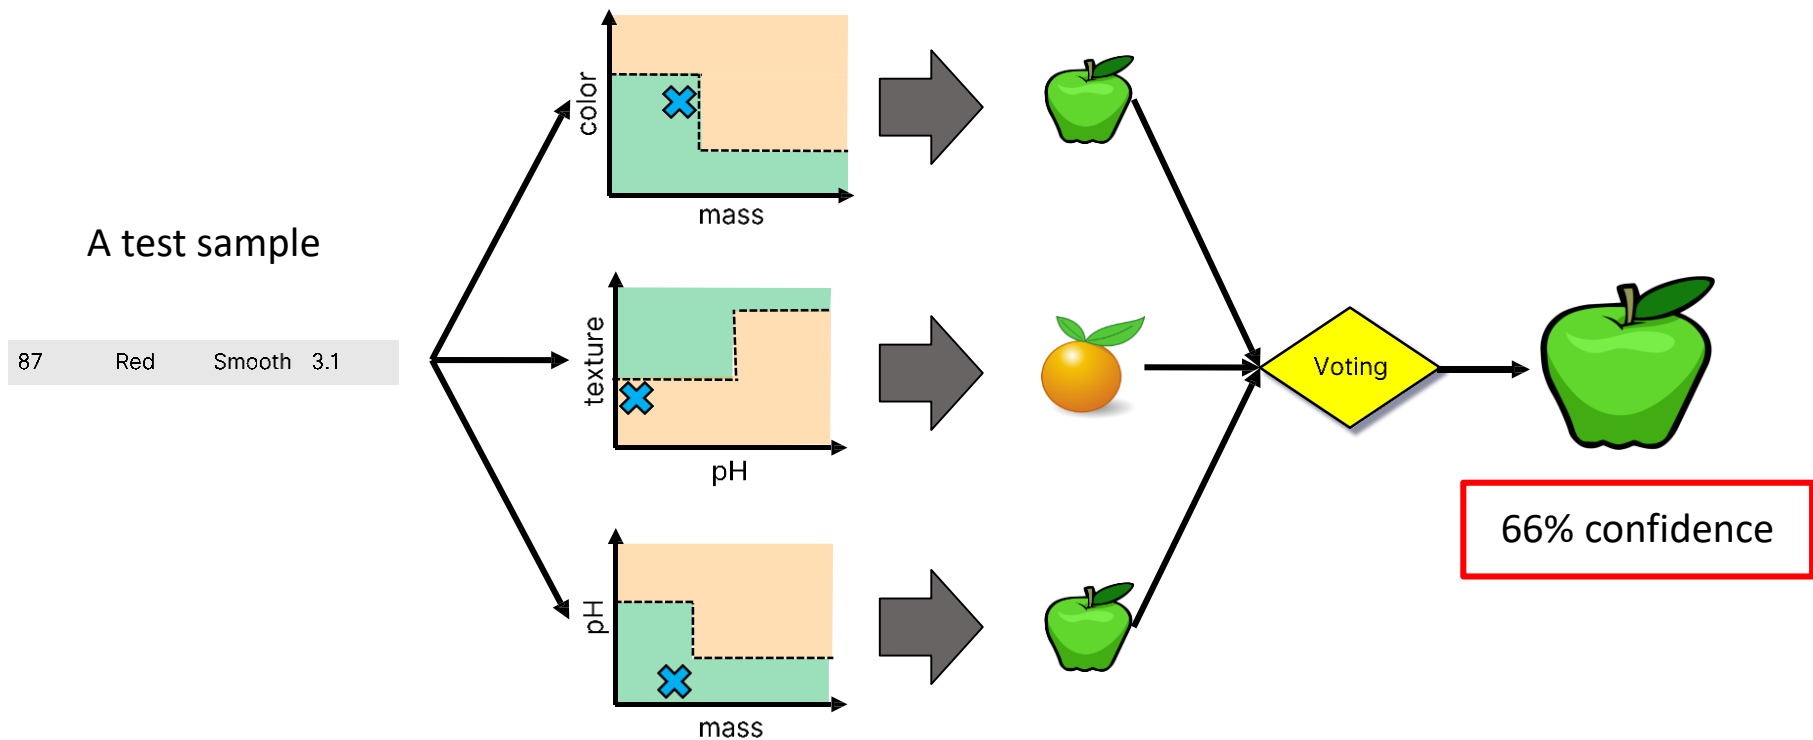 A test sample
87 Red Smooth 3.1
color
mass
texture
pH
pH
mass
Voting
66% confidence